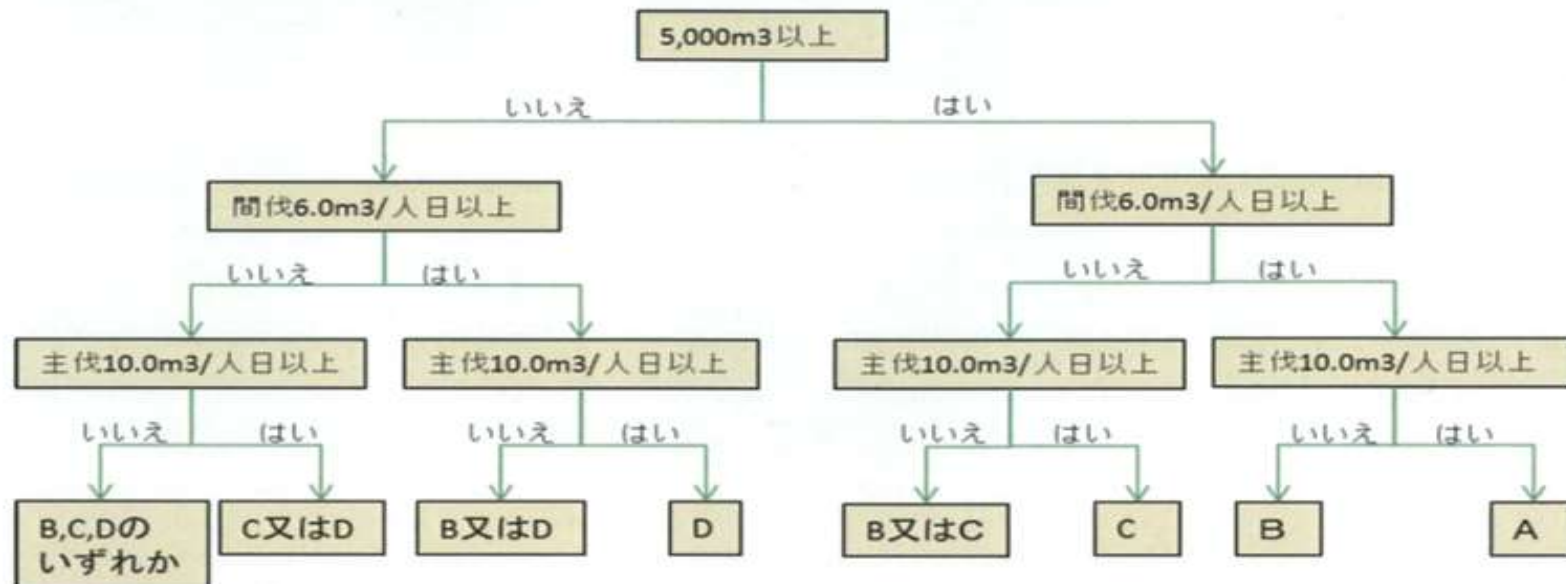 5,000m3以上
いいえ
はい
間伐6.0m3/人日以上
間伐6.0m3/人日以上
いいえ
はい
いいえ
はい
主伐10.0m3/人日以上
主伐10.0m3/人日以上
主伐10.0m3/人日以上
主伐10.0m3/人日以上
いいえ
はい
いいえ
はい
いいえ
はい
いいえ
はい
B,C,Dの
いずれか
C又はD
B又はD
D
B又はC
C
B
A